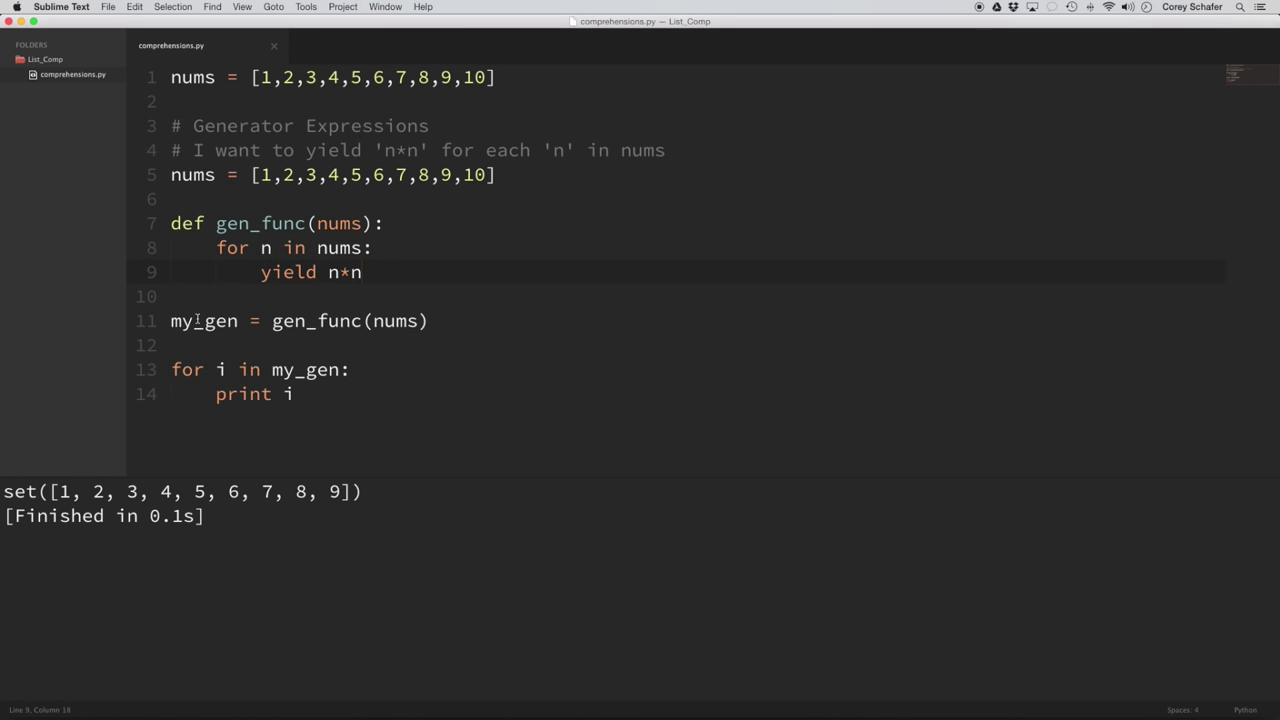 Sublime Text File Edit Selection Find View Goto Tools Project Window Help Corey Schafer
comprehensions.py — List_Comp
FOLDERS
List_Comp
comprehensions.py
comprehensions.py
1 nums = [1,2,3,4,5,6,7,8,9,10]
2
3 # Generator Expressions
4 # I want to yield 'n*n' for each 'n' in nums
5 nums = [1,2,3,4,5,6,7,8,9,10]
6
7 def gen_func(nums):
8 for n in nums:
9 yield n*n
10
11 my_gen = gen_func(nums)
12
13 for i in my_gen:
14 print i
set([1, 2, 3, 4, 5, 6, 7, 8, 9])
[Finished in 0.1s]
Line 9, Column 18 Spaces: 4 Python